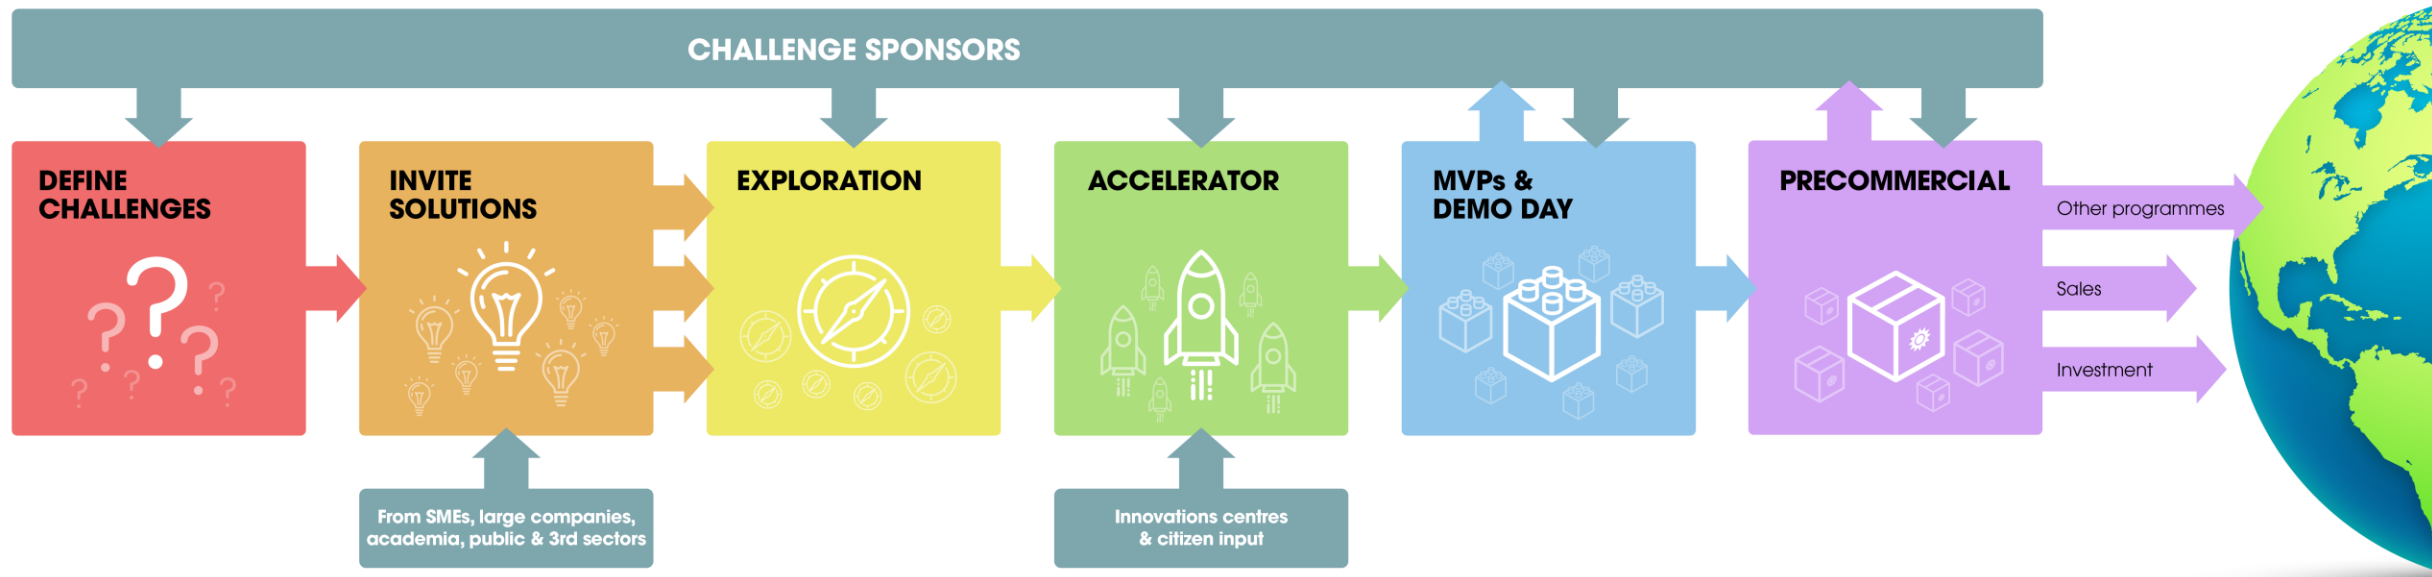 CHALLENGE SPONSORS
DEFINE
CHALLENGES
INVITE
SOLUTIONS
EXPLORATION
ACCELERATOR
MVPs &
DEMO DAY
PRECOMMERCIAL
Other programmes
Sales
Investment
From SMEs, large companies,
academia, public & 3rd sectors
Innovations centres
& citizen input